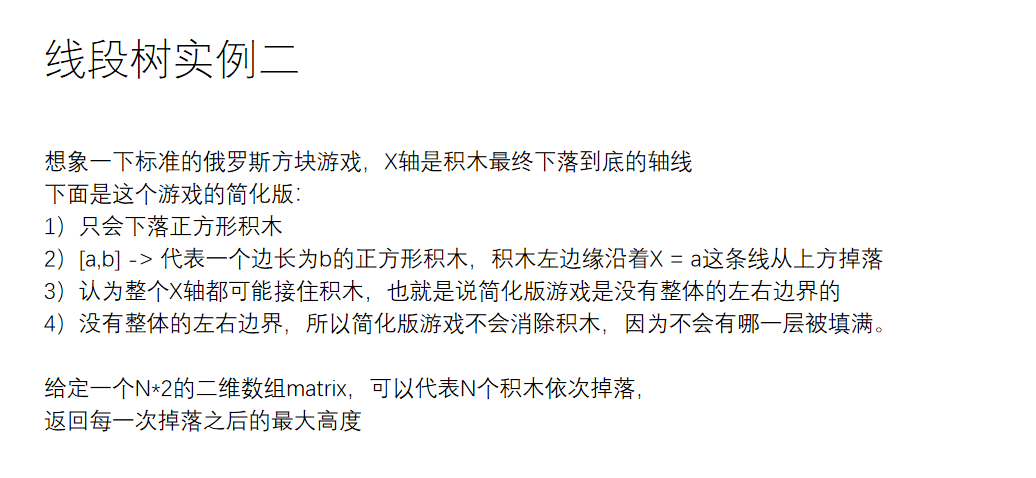 线段树实例二
想象一下标准的俄罗斯方块游戏，X轴是积木最终下落到底的轴线
下面是这个游戏的简化版：
1）只会下落正方形积木
2）[a,b] -> 代表一个边长为b的正方形积木，积木左边缘沿着X = a这条线从上方掉落
3）认为整个X轴都可能接住积木，也就是说简化版游戏是没有整体的左右边界的
4）没有整体的左右边界，所以简化版游戏不会消除积木，因为不会有哪一层被填满。
给定一个N*2的二维数组matrix，可以代表N个积木依次掉落，
返回每一次掉落之后的最大高度